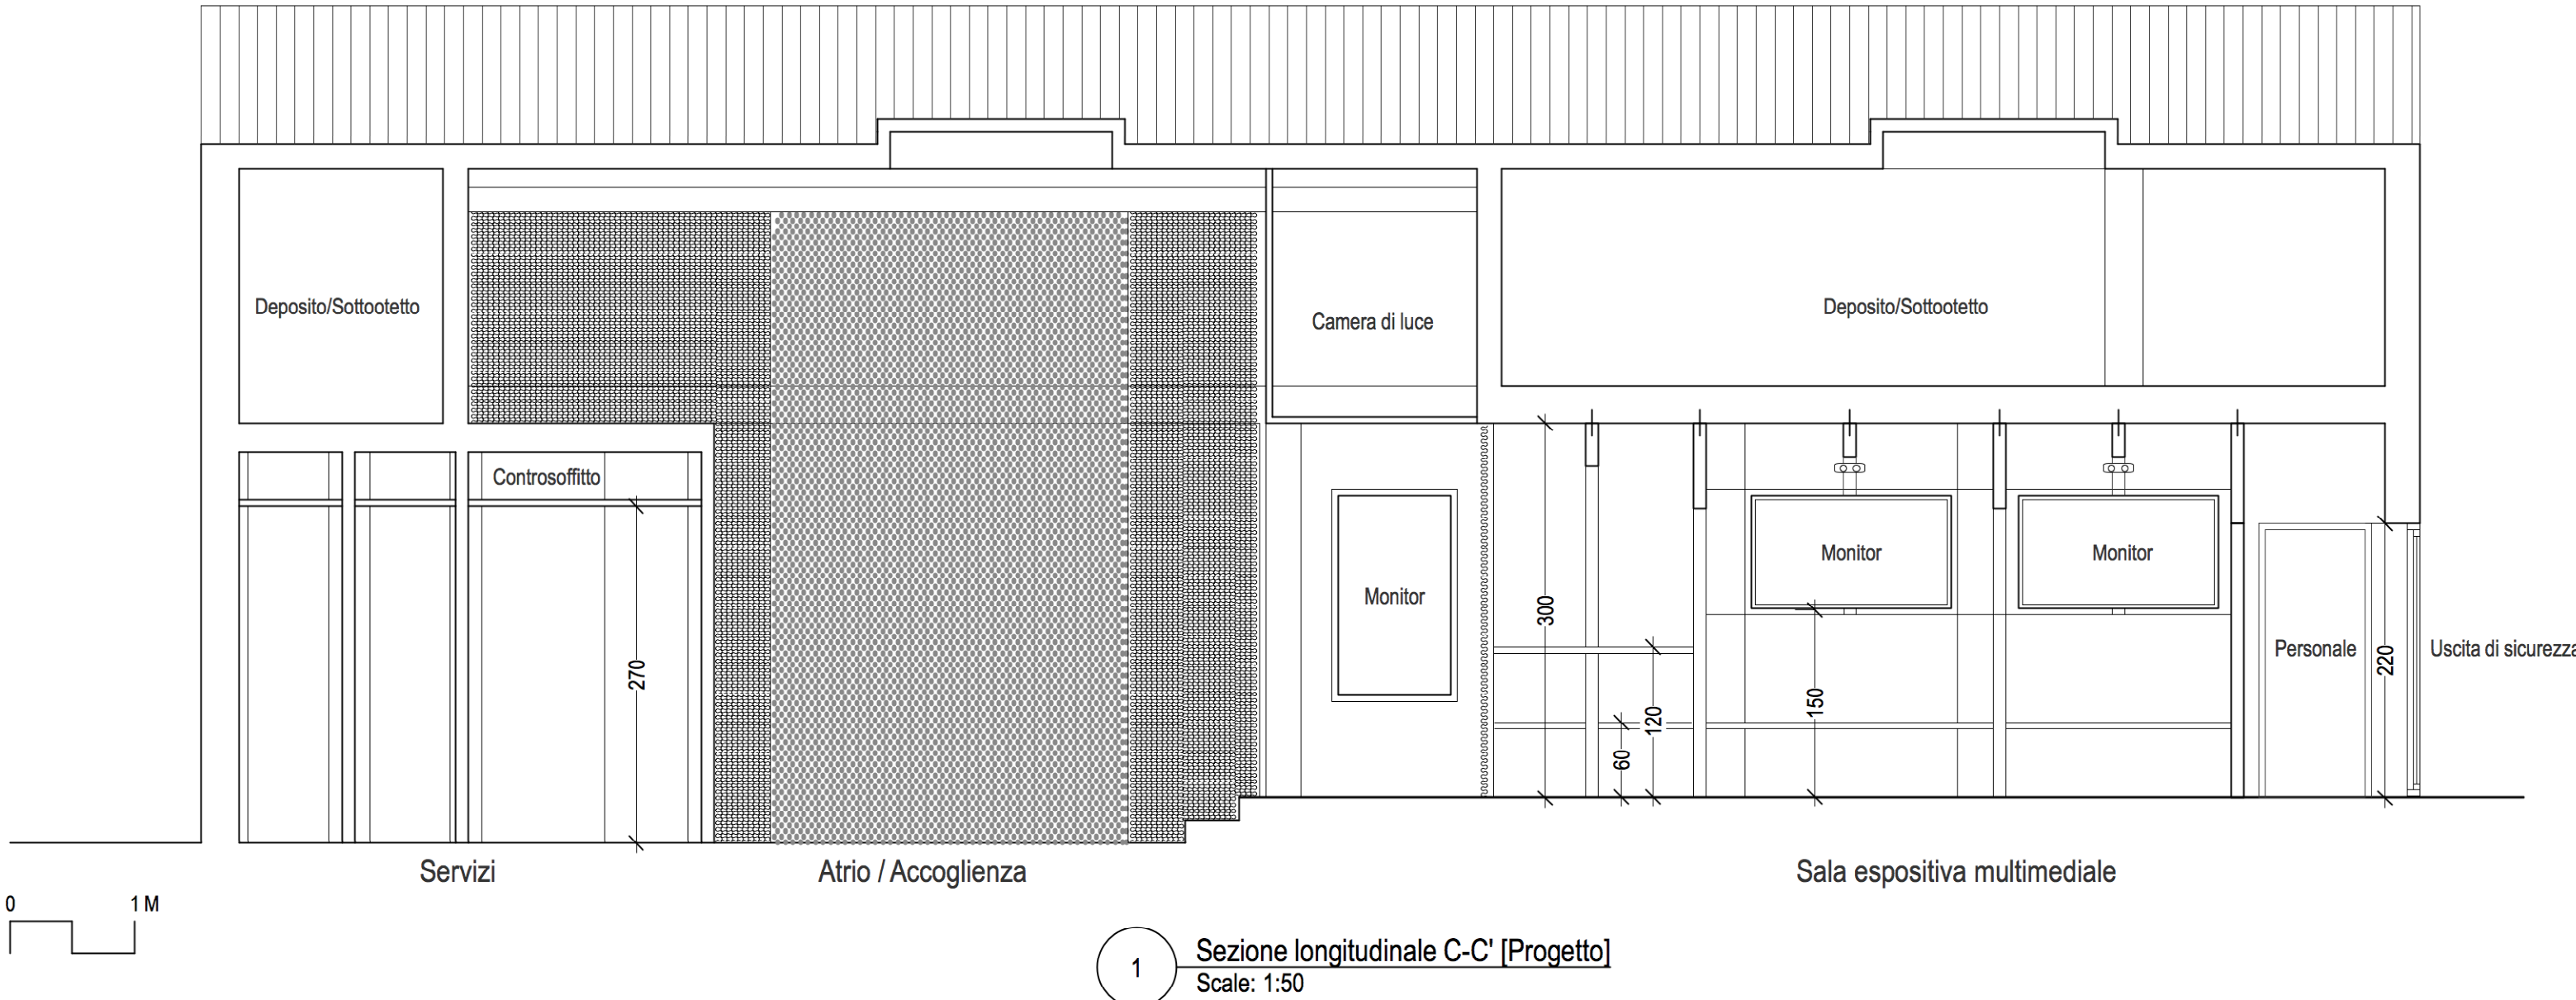 Deposito/Sottootetto
Camera di luce
Deposito/Sottootetto
Controsoffitto
Monitor
Monitor
Monitor
300
270
120
60
150
Personale
220
Uscita di sicurezza
Servizi
Atrio / Accoglienza
Sala espositiva multimediale
0
1 M
1
Sezione longitudinale C-C' [Progetto]
Scale: 1:50